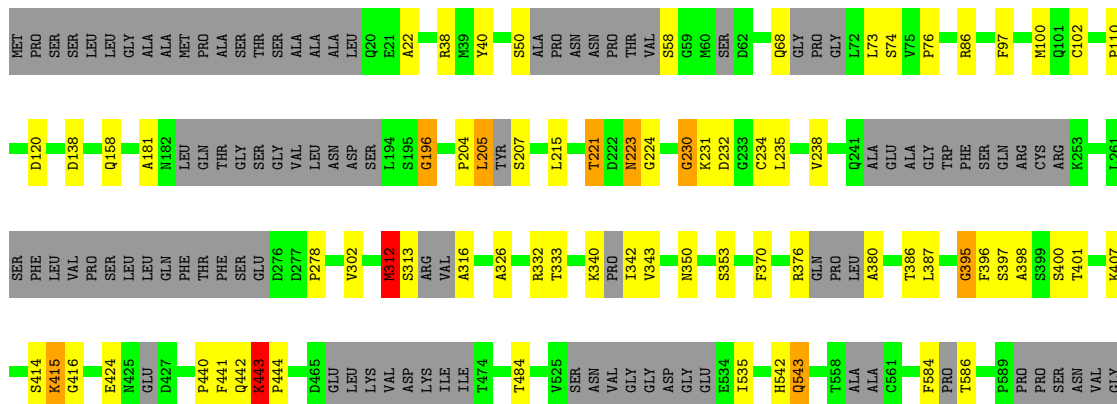 MET PRO SER SER LEU LEU GLY ALA ALA MET PRO ALA SER THR SER ALA ALA ALA LEU Q20 E21 A22 R38 M39 Y40 S50 ALA PRO ASN ASN PRO THR VAL S58 G59 M60 SER D62 Q68 GLY PRO GLY L72 L73 S74 V75 P76 R86 F97 M100 Q101 C102 P110
D120 D138 Q158 A181 N182 LEU GLN THR GLY SER GLY VAL LEU ASN ASP SER L194 S195 G196 P204 L205 TYR S207 L215 T221 D222 N223 G224 G230 K231 D232 G233 C234 L235 V238 Q241 ALA GLU ALA GLY TRP PHE SER GLN ARG CYS ARG K253 L261
SER PHE LEU VAL PRO SER LEU LEU GLN PHE THR PHE SER GLU D276 D277 P278 V302 M312 S313 ARG VAL A316 A326 R332 T333 K340 PRO I342 V343 N350 S353 F370 R376 GLN PRO LEU A380 T386 L387 G395 F396 S397 A398 S399 S400 T401 K407
S414 K415 G416 E424 N425 GLU D427 P440 F441 Q442 K443 P444 D465 GLU LEU LYS VAL ASP LYS ILE ILE T474 T484 V525 SER ASN VAL GLY GLY ASP GLY GLU E534 I535 H542 Q543 T558 ALA ALA C561 F584 PRO T586 P589 PRO PRO SER ASN VAL GLY